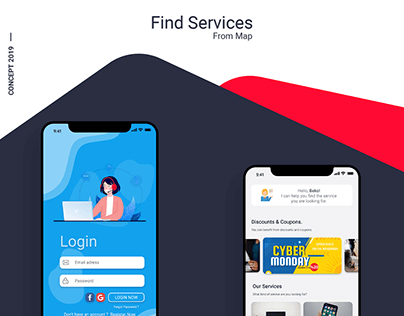 Find Services
From Map
CONCEPT 2019
9:41
Login
Email adress
Password
LOGIN NOW
Forgot Password ?
Don't have an account ? Register Now
9:41
Hello, Beko!
I can help you find the service
you are looking for
Discounts & Coupons.
You can benefit from discounts and coupons
CYBER
MONDAY
Our Services
What kind of service are you looking for?